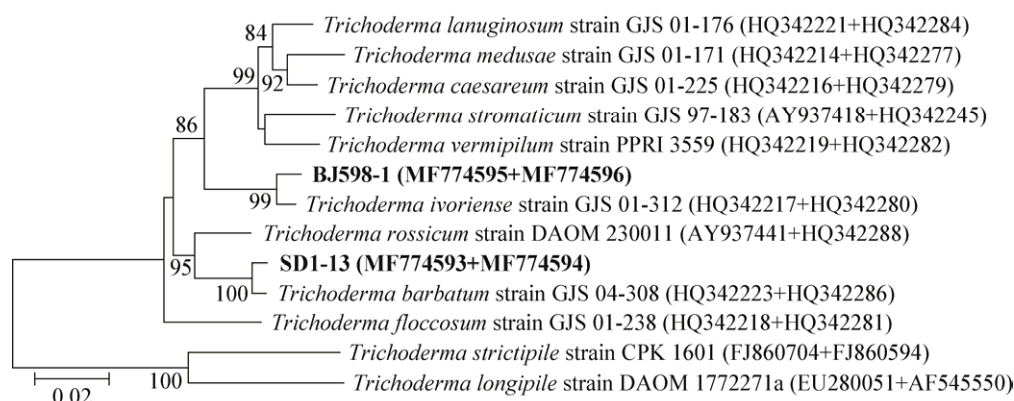 Trichoderma lanuginosum strain GJS 01-176 (HQ342221+HQ342284)
84
Trichoderma medusae strain GJS 01-171 (HQ342214+HQ342277)
99
92
Trichoderma caesareum strain GJS 01-225 (HQ342216+HQ342279)
Trichoderma stromaticum strain GJS 97-183 (AY937418+HQ342245)
86
Trichoderma vermipilum strain PPRI 3559 (HQ342219+HQ342282)
BJ598-1 (MF774595+MF774596)
99
Trichoderma ivoriense strain GJS 01-312 (HQ342217+HQ342280)
Trichoderma rossicum strain DAOM 230011 (AY937441+HQ342288)
95
SD1-13 (MF774593+MF774594)
100
Trichoderma barbatum strain GJS 04-308 (HQ342223+HQ342286)
Trichoderma floccosum strain GJS 01-238 (HQ342218+HQ342281)
Trichoderma strictipile strain CPK 1601 (FJ860704+FJ860594)
100
Trichoderma longipile strain DAOM 1772271a (EU280051+AF545550)
0.02